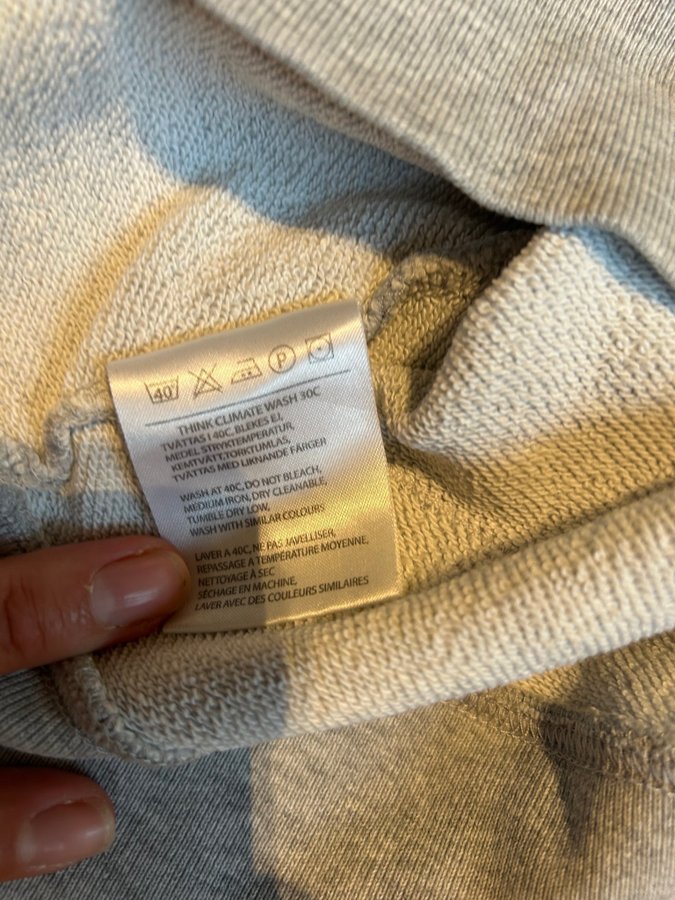 40 P
THINK CLIMATE WASH 30C
TVÄTTAS I 40C, BLEKES EJ,
MEDEL STRYKTEMPERATUR,
KEMTVÄTT,TORKTUMLAS,
TVÄTTAS MED LIKNANDE FÄRGER
WASH AT 40C, DO NOT BLEACH,
MEDIUM IRON, DRY CLEANABLE,
TUMBLE DRY LOW,
WASH WITH SIMILAR COLOURS
LAVER A 40C, NE PAS JAVELLISER,
REPASSAGE A TEMPÉRATURE MOYENNE,
NETTOYAGE À SEC
SÉCHAGE EN MACHINE,
LAVER AVEC DES COULEURS SIMILAIRES